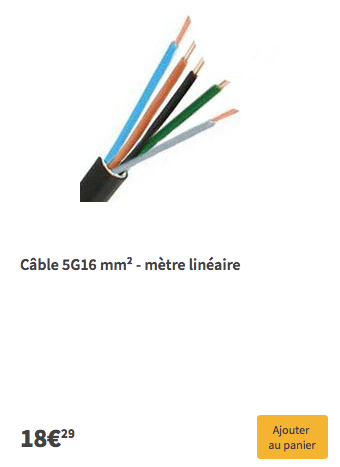 Câble 5G16 mm² - mètre linéaire
18€29
Ajouter
au panier